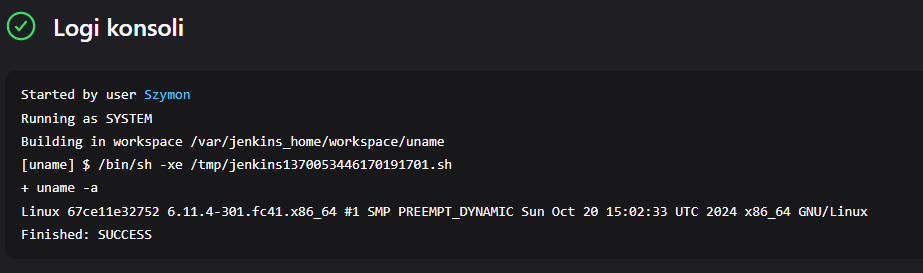 Logi konsoli
Started by user Szymon
Running as SYSTEM
Building in workspace /var/jenkins_home/workspace/uname
[uname] $ /bin/sh -xe /tmp/jenkins1370053446170191701.sh
+ uname -a
Linux 67ce11e32752 6.11.4-301.fc41.x86_64 #1 SMP PREEMPT_DYNAMIC Sun Oct 20 15:02:33 UTC 2024 x86_64 GNU/Linux
Finished: SUCCESS